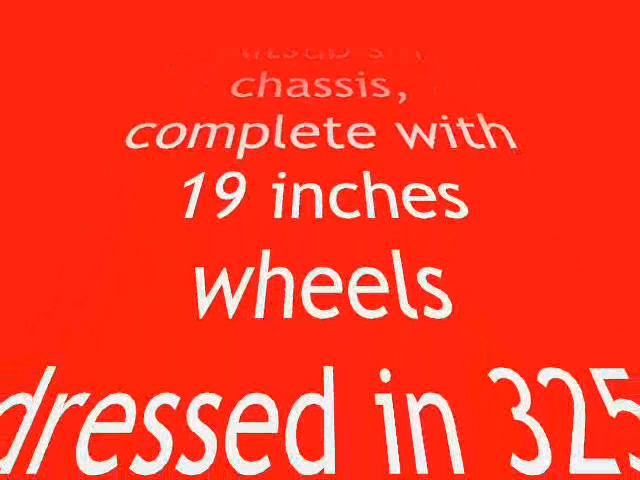 chassis,
complete with
19 inches
wheels
dressed in 325